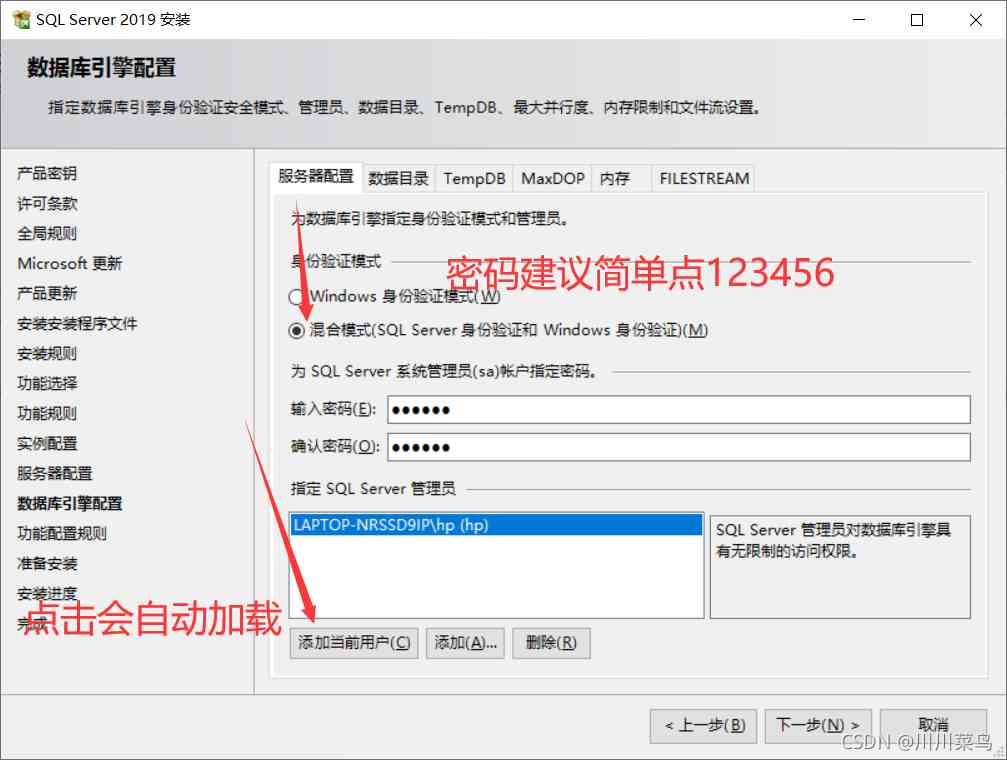 SQL Server 2019 安装
数据库引擎配置
指定数据库引擎身份验证安全模式、管理员、数据目录、TempDB、最大并行度、内存限制和文件流设置。
产品密钥
许可条款
全局规则
Microsoft 更新
产品更新
安装安装程序文件
安装规则
功能选择
功能规则
实例配置
服务器配置
数据库引擎配置
功能配置规则
准备安装
安装进度
完成
点击会自动加载
服务器配置 数据目录 TempDB MaxDOP 内存 FILESTREAM
为数据库引擎指定身份验证模式和管理员。
身份验证模式
密码建议简单点123456
Windows 身份验证模式(W)
混合模式(SQL Server 身份验证和 Windows 身份验证)(M)
为 SQL Server 系统管理员(sa)帐户指定密码。
输入密码(E): ●●●●●●
确认密码(O): ●●●●●●
指定 SQL Server 管理员
LAPTOP-NRSSD9IP\hp (hp)
SQL Server 管理员对数据库引擎具
有无限制的访问权限。
添加当前用户(C) 添加(A)... 删除(R)
< 上一步(B) 下一步(N) > 取消
CSDN @川川菜鸟